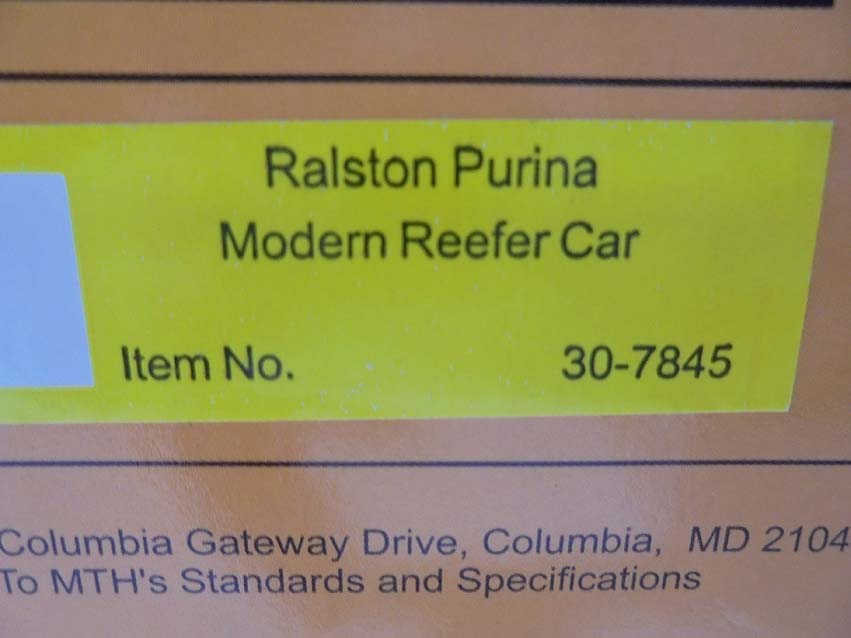 Ralston Purina
Modern Reefer Car
Item No. 30-7845
Columbia Gateway Drive, Columbia, MD 2104
To MTH's Standards and Specifications